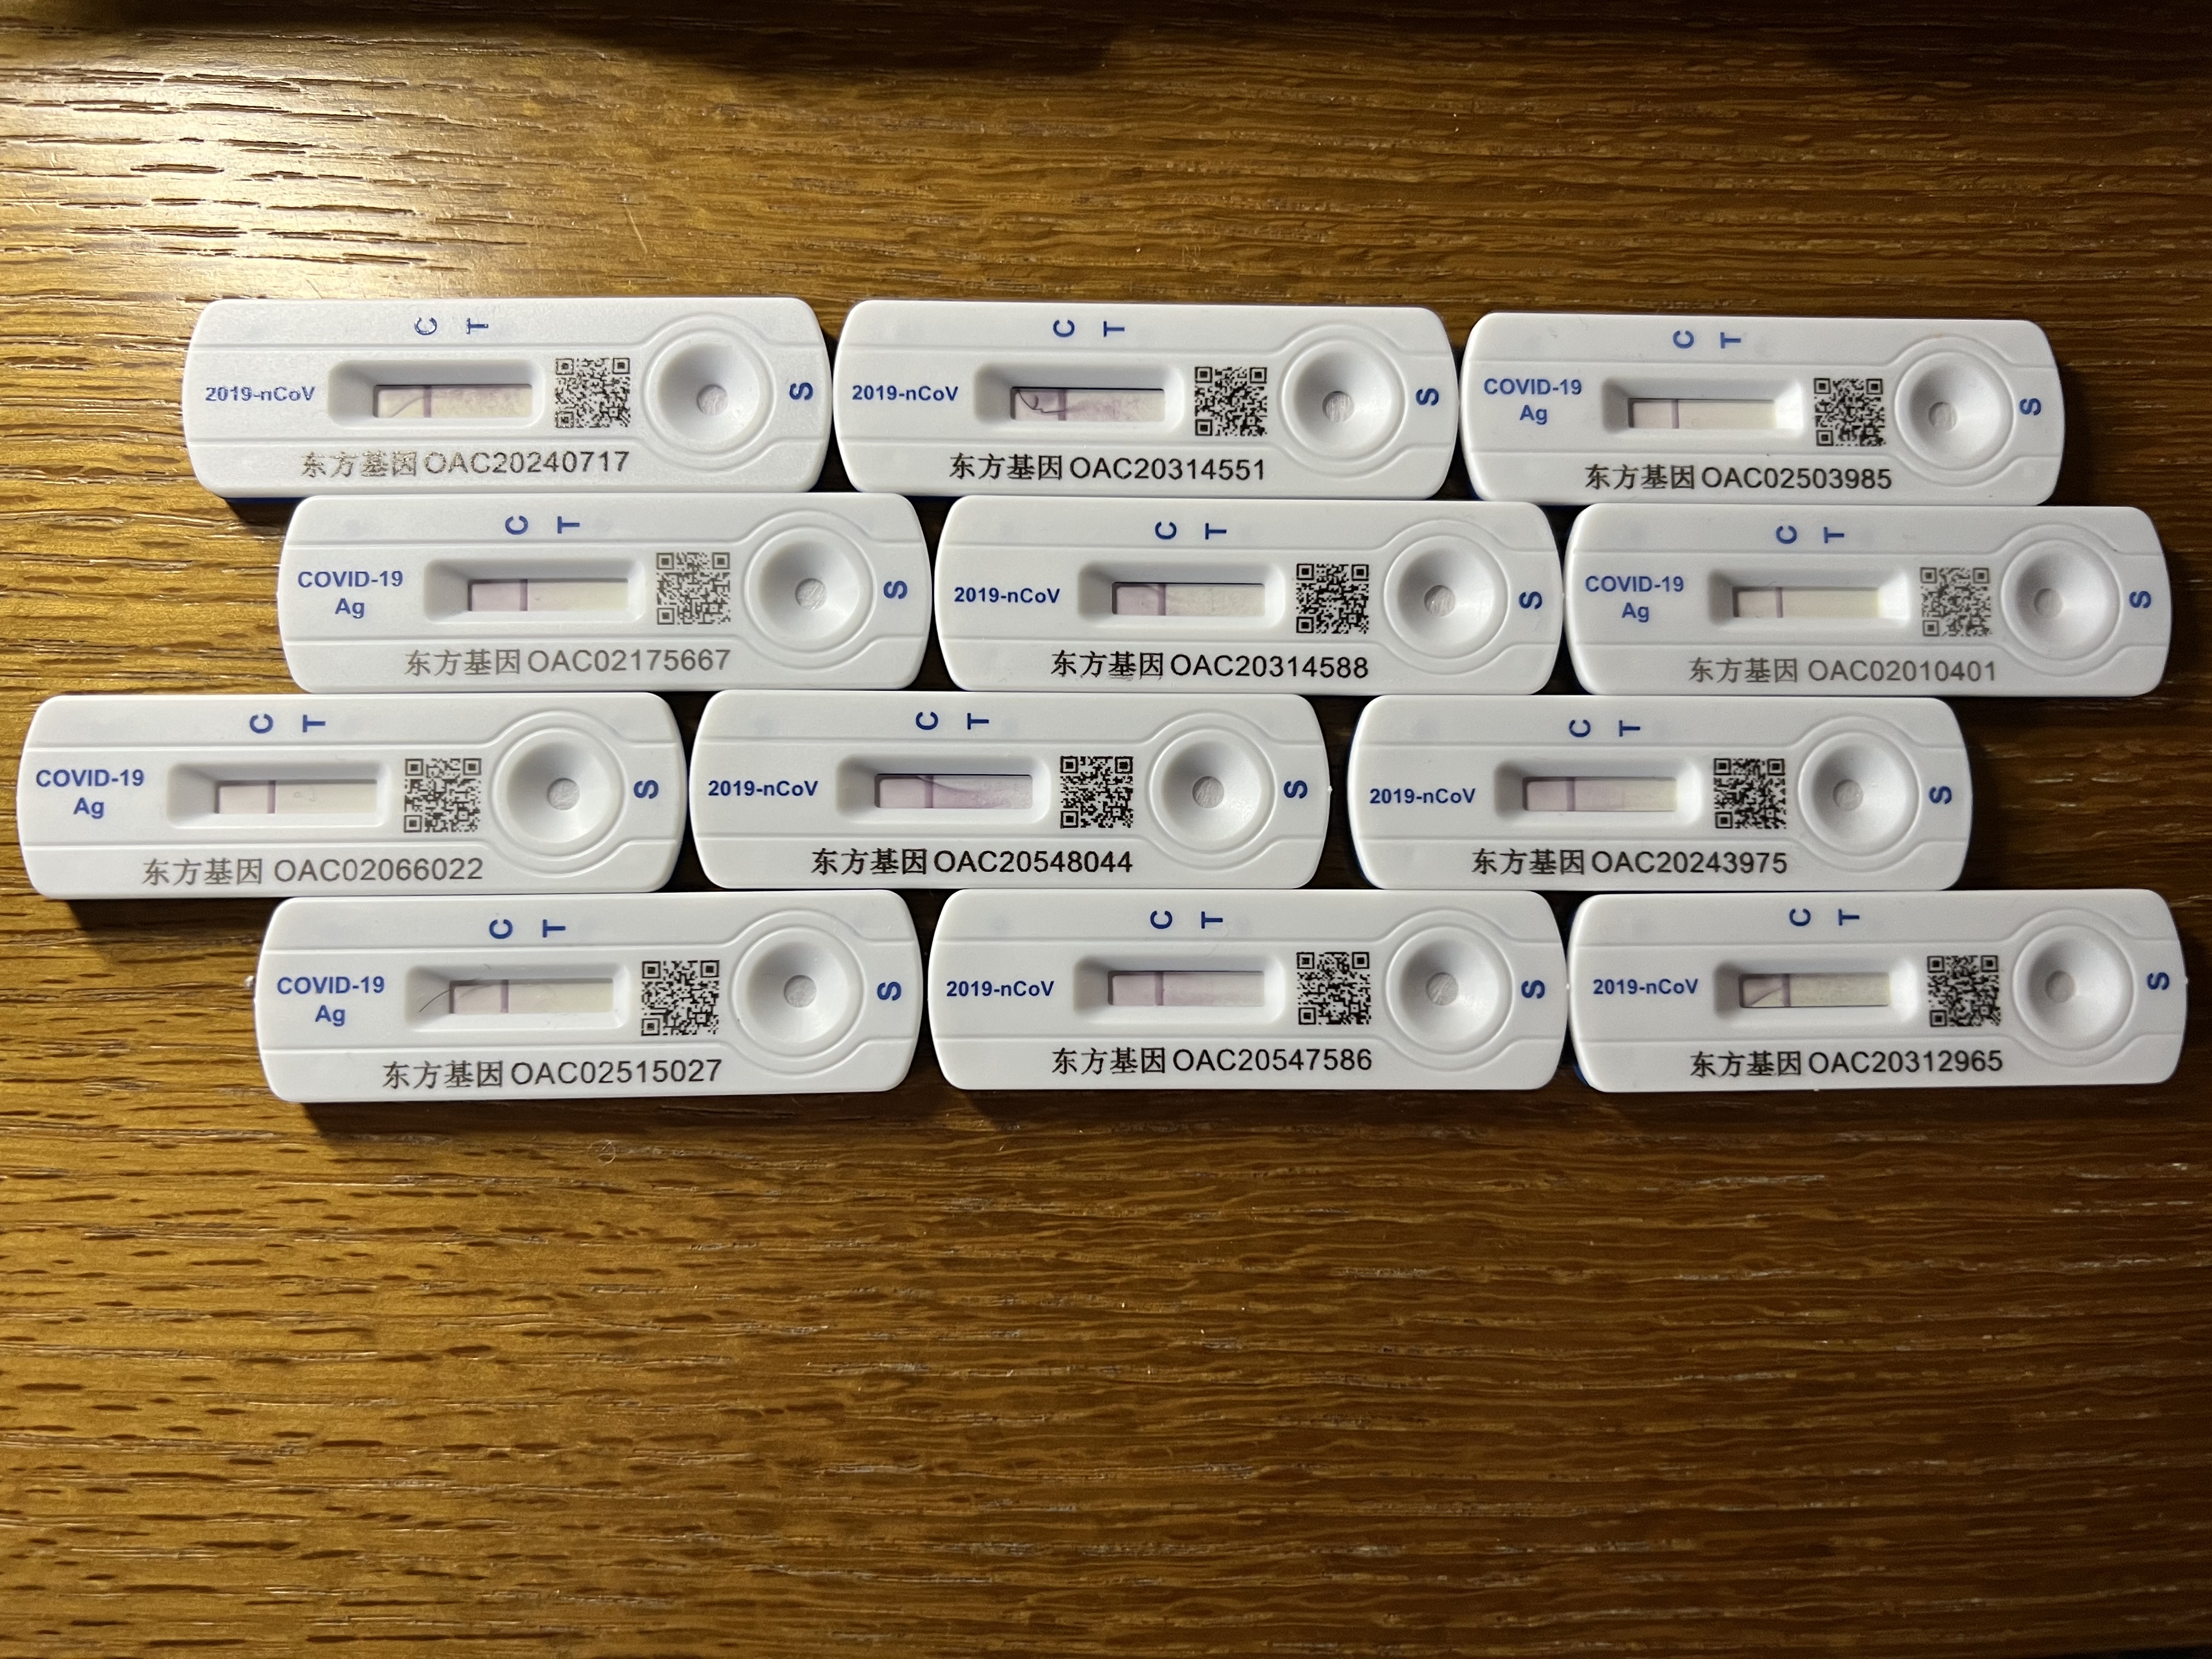 C T
2019-nCoV
S
东方基因 OAC20240717
C T
2019-nCoV
S
东方基因 OAC20314551
C T
COVID-19
Ag
S
东方基因 OAC02503985
C T
COVID-19
Ag
S
东方基因 OAC02175667
C T
2019-nCoV
S
东方基因 OAC20314588
C T
COVID-19
Ag
S
东方基因 OAC02010401
C T
COVID-19
Ag
S
东方基因 OAC02066022
C T
2019-nCoV
S
东方基因 OAC20548044
C T
2019-nCoV
S
东方基因 OAC20243975
C T
COVID-19
Ag
S
东方基因 OAC02515027
C T
2019-nCoV
S
东方基因 OAC20547586
C T
2019-nCoV
S
东方基因 OAC20312965